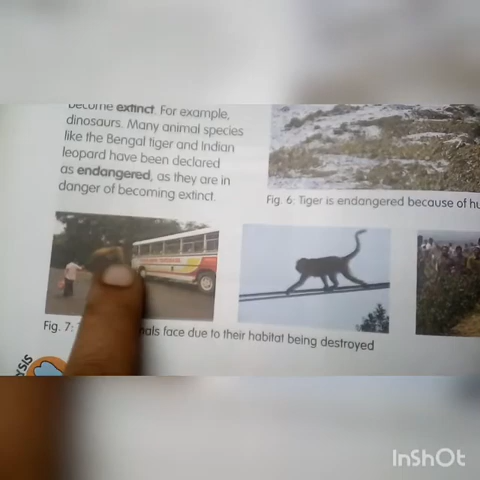 become extinct. For example,
dinosaurs. Many animal species
like the Bengal tiger and Indian
leopard have been declared
as endangered, as they are in
danger of becoming extinct.
Fig. 6: Tiger is endangered because of hu
Fig. 7: nals face due to their habitat being destroyed
YSIS
InShOt